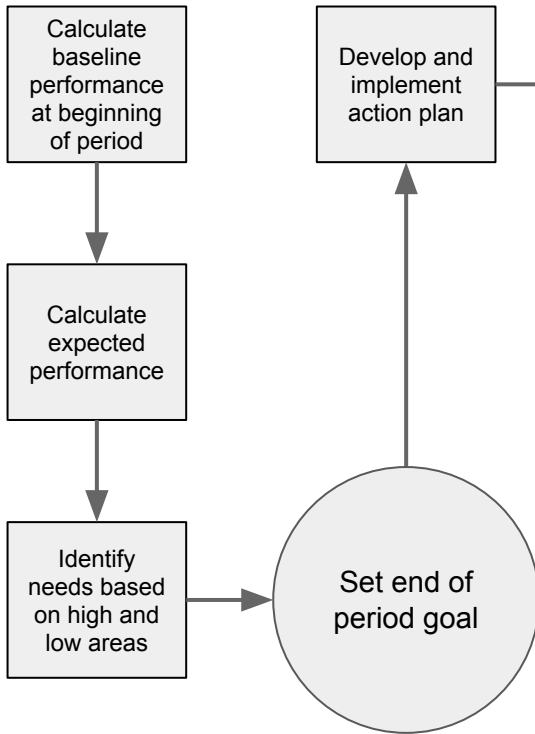 Calculate
baseline
performance
at beginning
of period
Calculate
expected
performance
Identify
needs based
on high and
low areas
Set end of
period goal
Develop and
implement
action plan